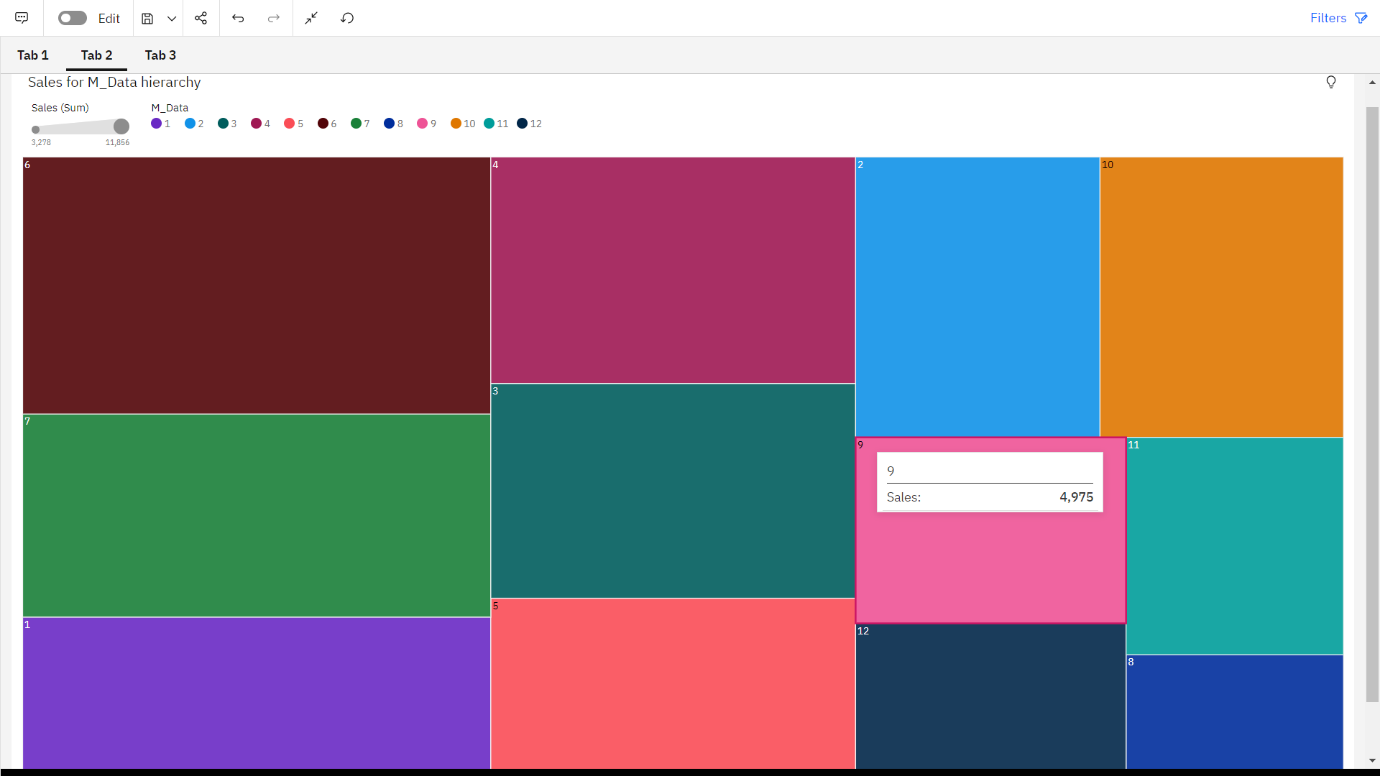 Edit
Filters
Tab 1 Tab 2 Tab 3
Sales for M_Data hierarchy
Sales (Sum)
3,278 11,856
M_Data
1 2 3 4 5 6 7 8 9 10 11 12
6
4
2
10
7
3
9
11
9
Sales: 4,975
5
1
12
8